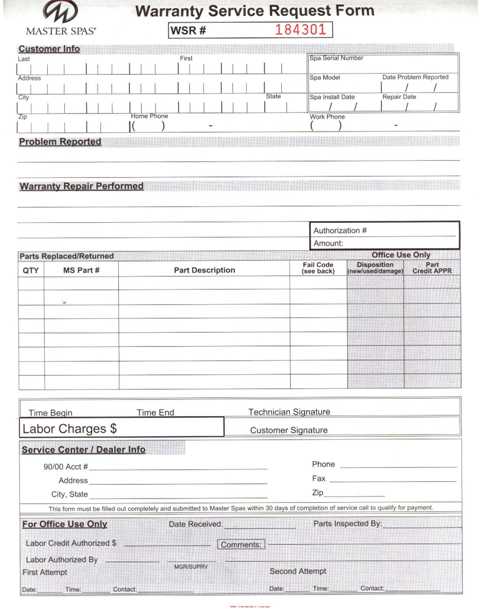 Warranty Service Request Form
MASTER SPAS®
WSR # 184301
Customer Info
Last First Spa Serial Number
Address Spa Model Date Problem Reported
City State Spa Install Date Repair Date
Zip Home Phone Work Phone
Problem Reported
Warranty Repair Performed
Authorization #
Amount:
Parts Replaced/Returned Office Use Only
QTY MS Part # Part Description Fail Code (see back) Disposition (new/used/damage) Part Credit APPR
Time Begin Time End Technician Signature
Labor Charges $ Customer Signature
Service Center / Dealer Info
90/00 Acct # Phone
Address Fax
City, State Zip
This form must be filled out completely and submitted to Master Spas within 30 days of completion of service call to qualify for payment.
For Office Use Only Date Received: Parts Inspected By:
Labor Credit Authorized $ Comments:
Labor Authorized By
MGR/SUPRV
First Attempt Second Attempt
Date: Time: Contact: Date: Time: Contact: